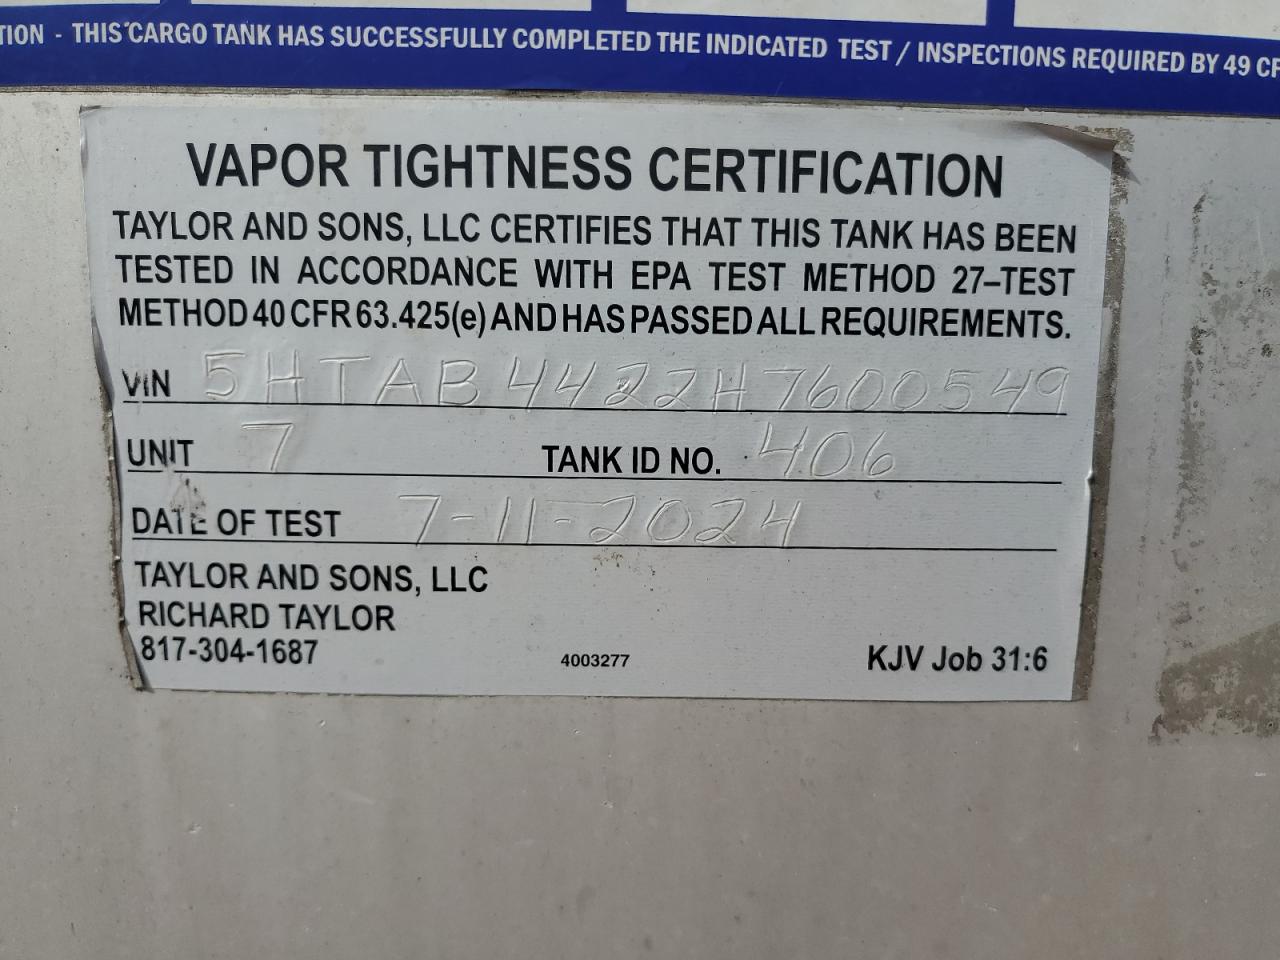 TION - THIS CARGO TANK HAS SUCCESSFULLY COMPLETED THE INDICATED TEST / INSPECTIONS REQUIRED BY 49 CF
VAPOR TIGHTNESS CERTIFICATION
TAYLOR AND SONS, LLC CERTIFIES THAT THIS TANK HAS BEEN
TESTED IN ACCORDANCE WITH EPA TEST METHOD 27–TEST
METHOD 40 CFR 63.425(e) AND HAS PASSED ALL REQUIREMENTS.
VIN 5HTAB4422H7600549
UNIT 7 TANK ID NO. 406
DATE OF TEST 7-11-2024
TAYLOR AND SONS, LLC
RICHARD TAYLOR
817-304-1687 4003277 KJV Job 31:6